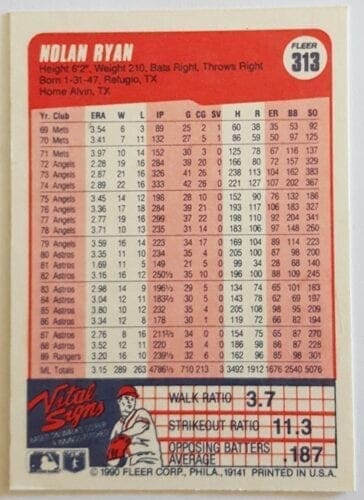 NOLAN RYAN
FLEER
313
Height 6'2", Weight 210, Bats Right, Throws Right
Born 1-31-47, Refugio, TX
Home Alvin, TX
Yr. Club ERA W L IP G CG SV H R ER BB SO
69 Mets 3.54 6 3 89 25 2 1 60 38 35 53 92
70 Mets 3.41 7 11 132 27 5 1 86 59 50 97 125
71 Mets 3.97 10 14 152 30 3 0 125 78 67 116 137
72 Angels 2.28 19 16 284 39 20 0 166 80 72 157 329
73 Angels 2.87 21 16 326 41 26 1 238 113 104 162 383
74 Angels 2.89 22 16 333 42 26 0 221 127 107 202 367
75 Angels 3.45 14 12 198 28 10 0 152 90 76 132 186
76 Angels 3.36 17 18 284 39 21 0 193 117 106 183 327
77 Angels 2.77 19 16 299 37 22 0 198 110 92 204 341
78 Angels 3.71 10 13 235 31 14 0 183 106 97 148 260
79 Angels 3.59 16 14 223 34 17 0 169 104 89 114 223
80 Astros 3.35 11 10 234 35 4 0 205 100 87 98 200
81 Astros 1.69 11 5 149 21 5 0 99 34 28 68 140
82 Astros 3.16 16 12 250⅓ 35 10 0 196 100 88 109 245
83 Astros 2.98 14 9 196⅓ 29 5 0 134 74 65 101 183
84 Astros 3.04 12 11 183⅔ 30 5 0 143 78 62 69 197
85 Astros 3.80 10 12 232 35 4 0 205 108 98 95 209
86 Astros 3.34 12 8 178 30 1 0 119 72 66 82 194
87 Astros 2.76 8 16 211⅔ 34 0 0 154 75 65 87 270
88 Astros 3.52 12 11 220 33 4 0 186 98 86 87 228
89 Rangers 3.20 16 10 239⅓ 32 6 0 162 96 85 98 301
ML Totals 3.15 289 263 4786⅓ 710 213 3 3492 1912 1676 2540 5076
Vital
Signs
BASED ON WALKS, SO PER
9 INNINGS PITCHED
WALK RATIO 3.7
STRIKEOUT RATIO 11.3
OPPOSING BATTERS
AVERAGE .187
© 1990 FLEER CORP., PHILA., 19141 PRINTED IN U.S.A.